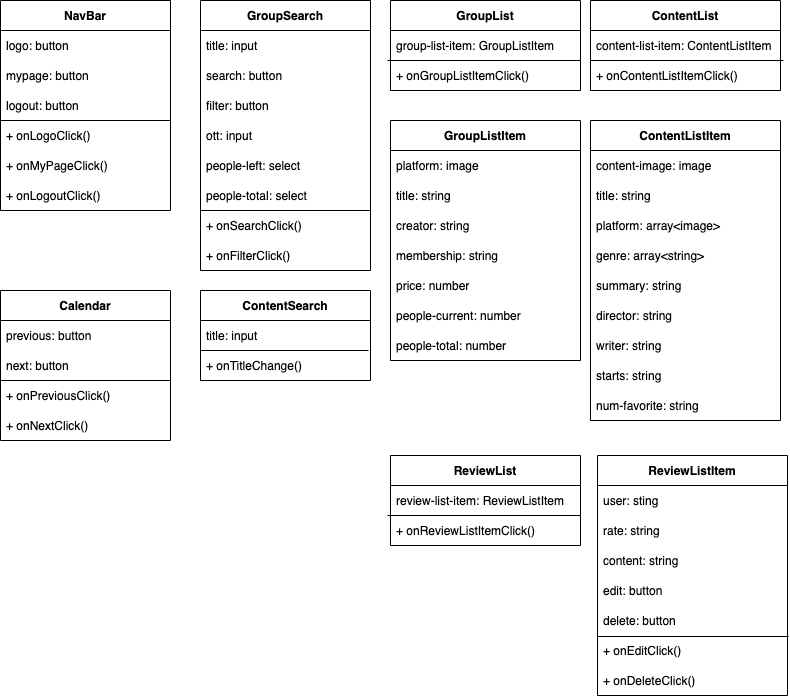 NavBar
logo: button
mypage: button
logout: button
+ onLogoClick()
+ onMyPageClick()
+ onLogoutClick()
GroupSearch
title: input
search: button
filter: button
ott: input
people-left: select
people-total: select
+ onSearchClick()
+ onFilterClick()
GroupList
group-list-item: GroupListItem
+ onGroupListItemClick()
ContentList
content-list-item: ContentListItem
+ onContentListItemClick()
GroupListItem
platform: image
title: string
creator: string
membership: string
price: number
people-current: number
people-total: number
ContentListItem
content-image: image
title: string
platform: array<image>
genre: array<string>
summary: string
director: string
writer: string
starts: string
num-favorite: string
Calendar
previous: button
next: button
+ onPreviousClick()
+ onNextClick()
ContentSearch
title: input
+ onTitleChange()
ReviewList
review-list-item: ReviewListItem
+ onReviewListItemClick()
ReviewListItem
user: sting
rate: string
content: string
edit: button
delete: button
+ onEditClick()
+ onDeleteClick()